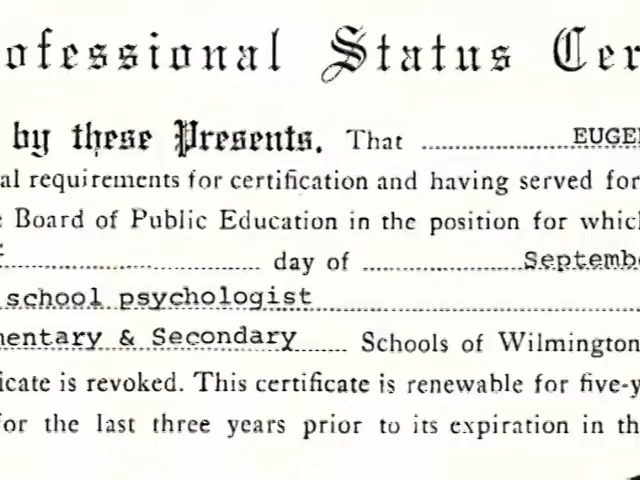 ofessional Status Cer
by these Presents, That EUGE
al requirements for certification and having served for
e Board of Public Education in the position for which
day of Septembe
school psychologist
mentary & Secondary Schools of Wilmington
icate is revoked. This certificate is renewable for five-y
for the last three years prior to its expiration in th